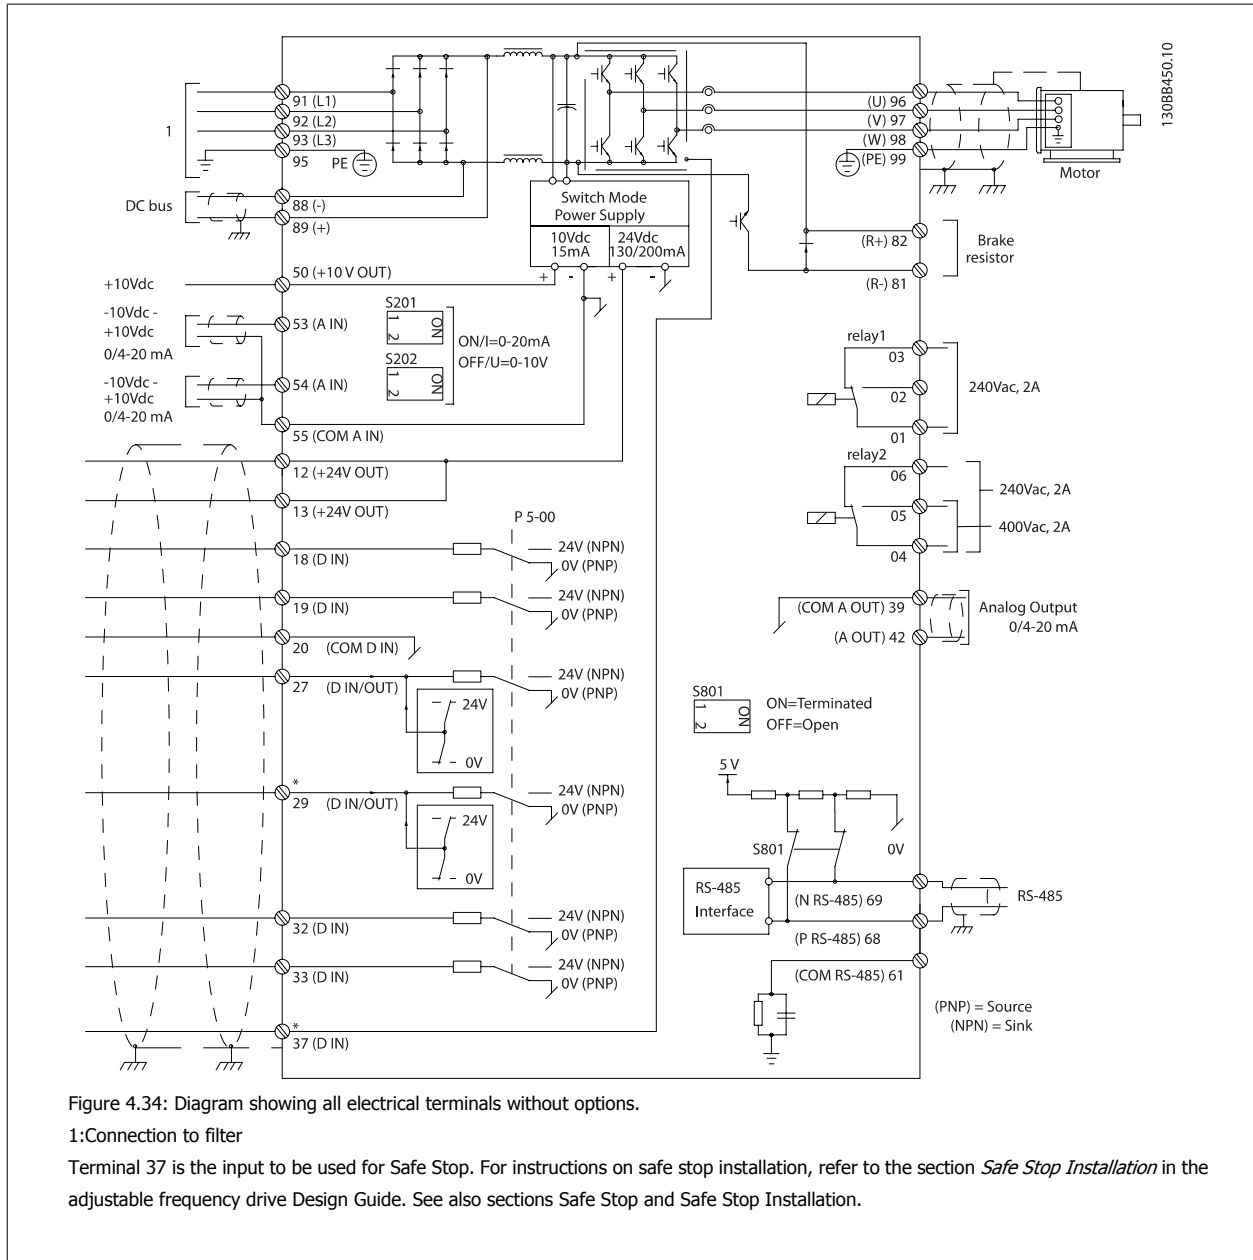 130BB450.10
1
91 (L1)
92 (L2)
93 (L3)
95
PE
(U) 96
(V) 97
(W) 98
(PE) 99
Motor
DC bus
88 (-)
89 (+)
Switch Mode
Power Supply
10Vdc
15mA
24Vdc
130/200mA
+ - + -
(R+) 82
(R-) 81
Brake
resistor
+10Vdc
50 (+10 V OUT)
-10Vdc -
+10Vdc
0/4-20 mA
53 (A IN)
S201
1
2
ON
S202
1
2
ON
ON/I=0-20mA
OFF/U=0-10V
-10Vdc -
+10Vdc
0/4-20 mA
54 (A IN)
55 (COM A IN)
relay1
03
02
01
240Vac, 2A
relay2
06
05
04
240Vac, 2A
400Vac, 2A
12 (+24V OUT)
13 (+24V OUT)
P 5-00
18 (D IN)
24V (NPN)
0V (PNP)
19 (D IN)
24V (NPN)
0V (PNP)
20 (COM D IN)
27 (D IN/OUT)
24V (NPN)
0V (PNP)
24V
0V
*
29 (D IN/OUT)
24V (NPN)
0V (PNP)
24V
0V
32 (D IN)
24V (NPN)
0V (PNP)
33 (D IN)
24V (NPN)
0V (PNP)
*
37 (D IN)
(COM A OUT) 39
(A OUT) 42
Analog Output
0/4-20 mA
S801
1
2
ON
ON=Terminated
OFF=Open
5 V
S801
0V
RS-485
Interface
(N RS-485) 69
(P RS-485) 68
RS-485
(COM RS-485) 61
(PNP) = Source
(NPN) = Sink
Figure 4.34: Diagram showing all electrical terminals without options.
1:Connection to filter
Terminal 37 is the input to be used for Safe Stop. For instructions on safe stop installation, refer to the section Safe Stop Installation in the
adjustable frequency drive Design Guide. See also sections Safe Stop and Safe Stop Installation.